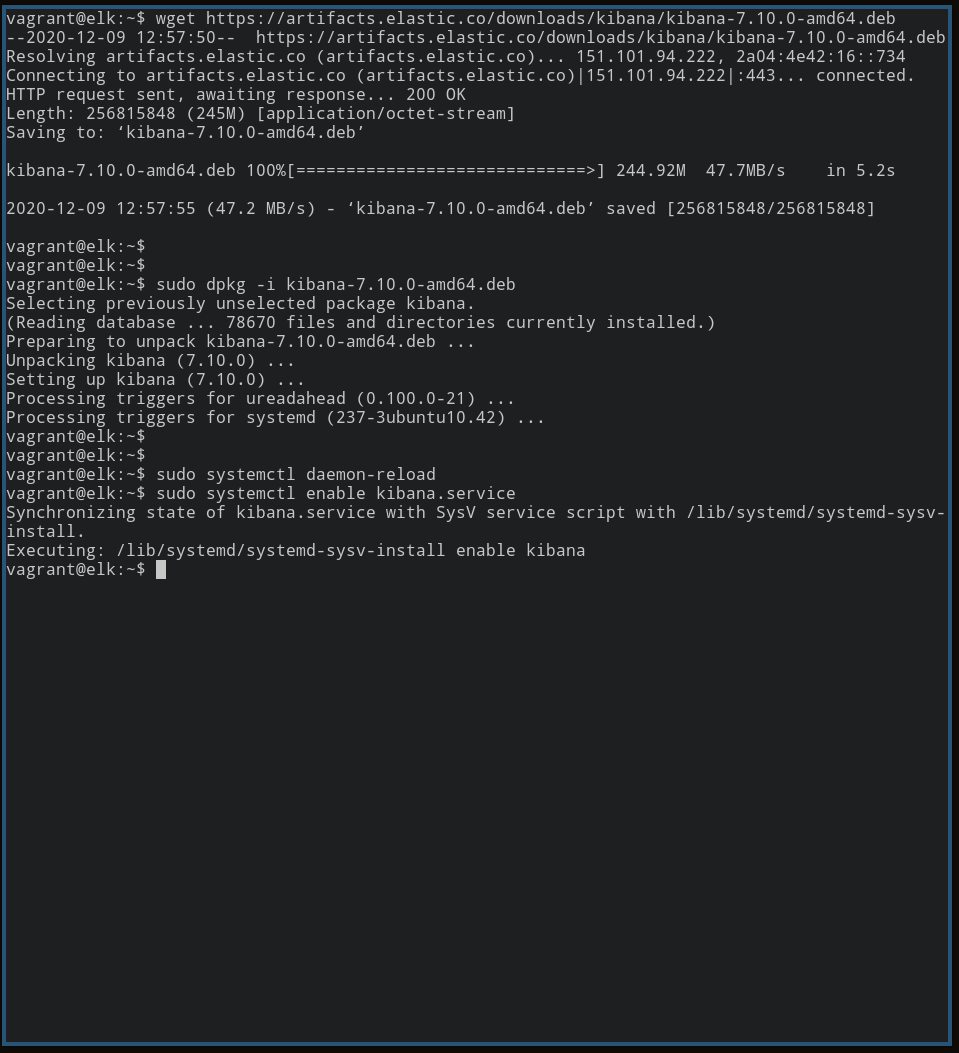 vagrant@elk:~$ wget https://artifacts.elastic.co/downloads/kibana/kibana-7.10.0-amd64.deb
--2020-12-09 12:57:50--  https://artifacts.elastic.co/downloads/kibana/kibana-7.10.0-amd64.deb
Resolving artifacts.elastic.co (artifacts.elastic.co)... 151.101.94.222, 2a04:4e42:16::734
Connecting to artifacts.elastic.co (artifacts.elastic.co)|151.101.94.222|:443... connected.
HTTP request sent, awaiting response... 200 OK
Length: 256815848 (245M) [application/octet-stream]
Saving to: ‘kibana-7.10.0-amd64.deb’
kibana-7.10.0-amd64.deb 100%[=============================>] 244.92M  47.7MB/s    in 5.2s
2020-12-09 12:57:55 (47.2 MB/s) - ‘kibana-7.10.0-amd64.deb’ saved [256815848/256815848]
vagrant@elk:~$
vagrant@elk:~$
vagrant@elk:~$ sudo dpkg -i kibana-7.10.0-amd64.deb
Selecting previously unselected package kibana.
(Reading database ... 78670 files and directories currently installed.)
Preparing to unpack kibana-7.10.0-amd64.deb ...
Unpacking kibana (7.10.0) ...
Setting up kibana (7.10.0) ...
Processing triggers for ureadahead (0.100.0-21) ...
Processing triggers for systemd (237-3ubuntu10.42) ...
vagrant@elk:~$
vagrant@elk:~$
vagrant@elk:~$ sudo systemctl daemon-reload
vagrant@elk:~$ sudo systemctl enable kibana.service
Synchronizing state of kibana.service with SysV service script with /lib/systemd/systemd-sysv-
install.
Executing: /lib/systemd/systemd-sysv-install enable kibana
vagrant@elk:~$